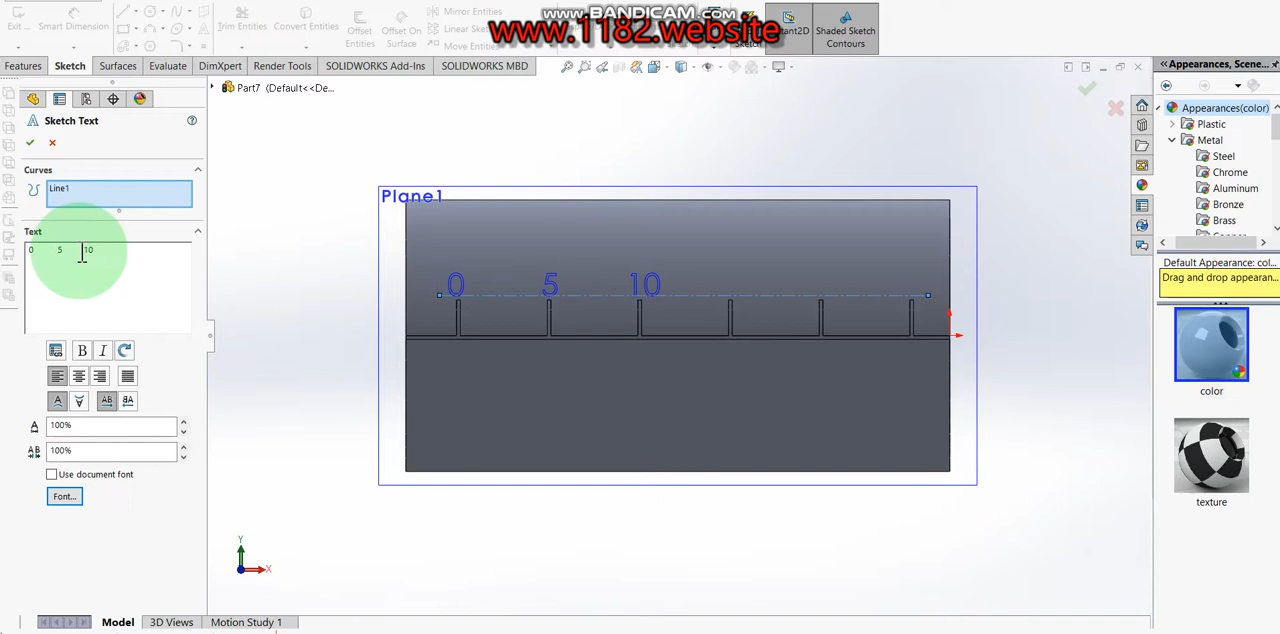 www.BANDICAM.com
www.1182.website
Exit...
Smart Dimension
Trim Entities
Convert Entities
Offset Entities
Offset On Surface
Mirror Entities
Linear Sketch
Move Entities
Sketch
Instant2D
Shaded Sketch Contours
Features
Sketch
Surfaces
Evaluate
DimXpert
Render Tools
SOLIDWORKS Add-Ins
SOLIDWORKS MBD
Appearances, Scene...
Part7 (Default<<De...
Appearances(color)
Plastic
Metal
Steel
Chrome
Aluminum
Bronze
Brass
Sketch Text
Curves
Line1
Text
0 5 10
Plane1
0 5 10
100%
100%
Use document font
Font...
Default Appearance: col...
Drag and drop appearan...
color
texture
Y
X
Model
3D Views
Motion Study 1